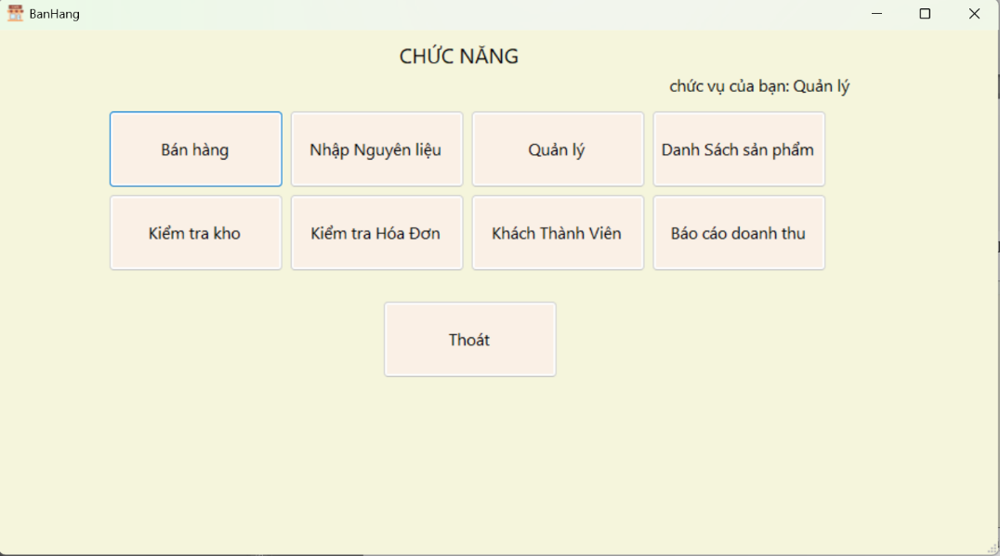 BanHang
CHỨC NĂNG
chức vụ của bạn: Quản lý
Bán hàng
Nhập Nguyên liệu
Quản lý
Danh Sách sản phẩm
Kiểm tra kho
Kiểm tra Hóa Đơn
Khách Thành Viên
Báo cáo doanh thu
Thoát